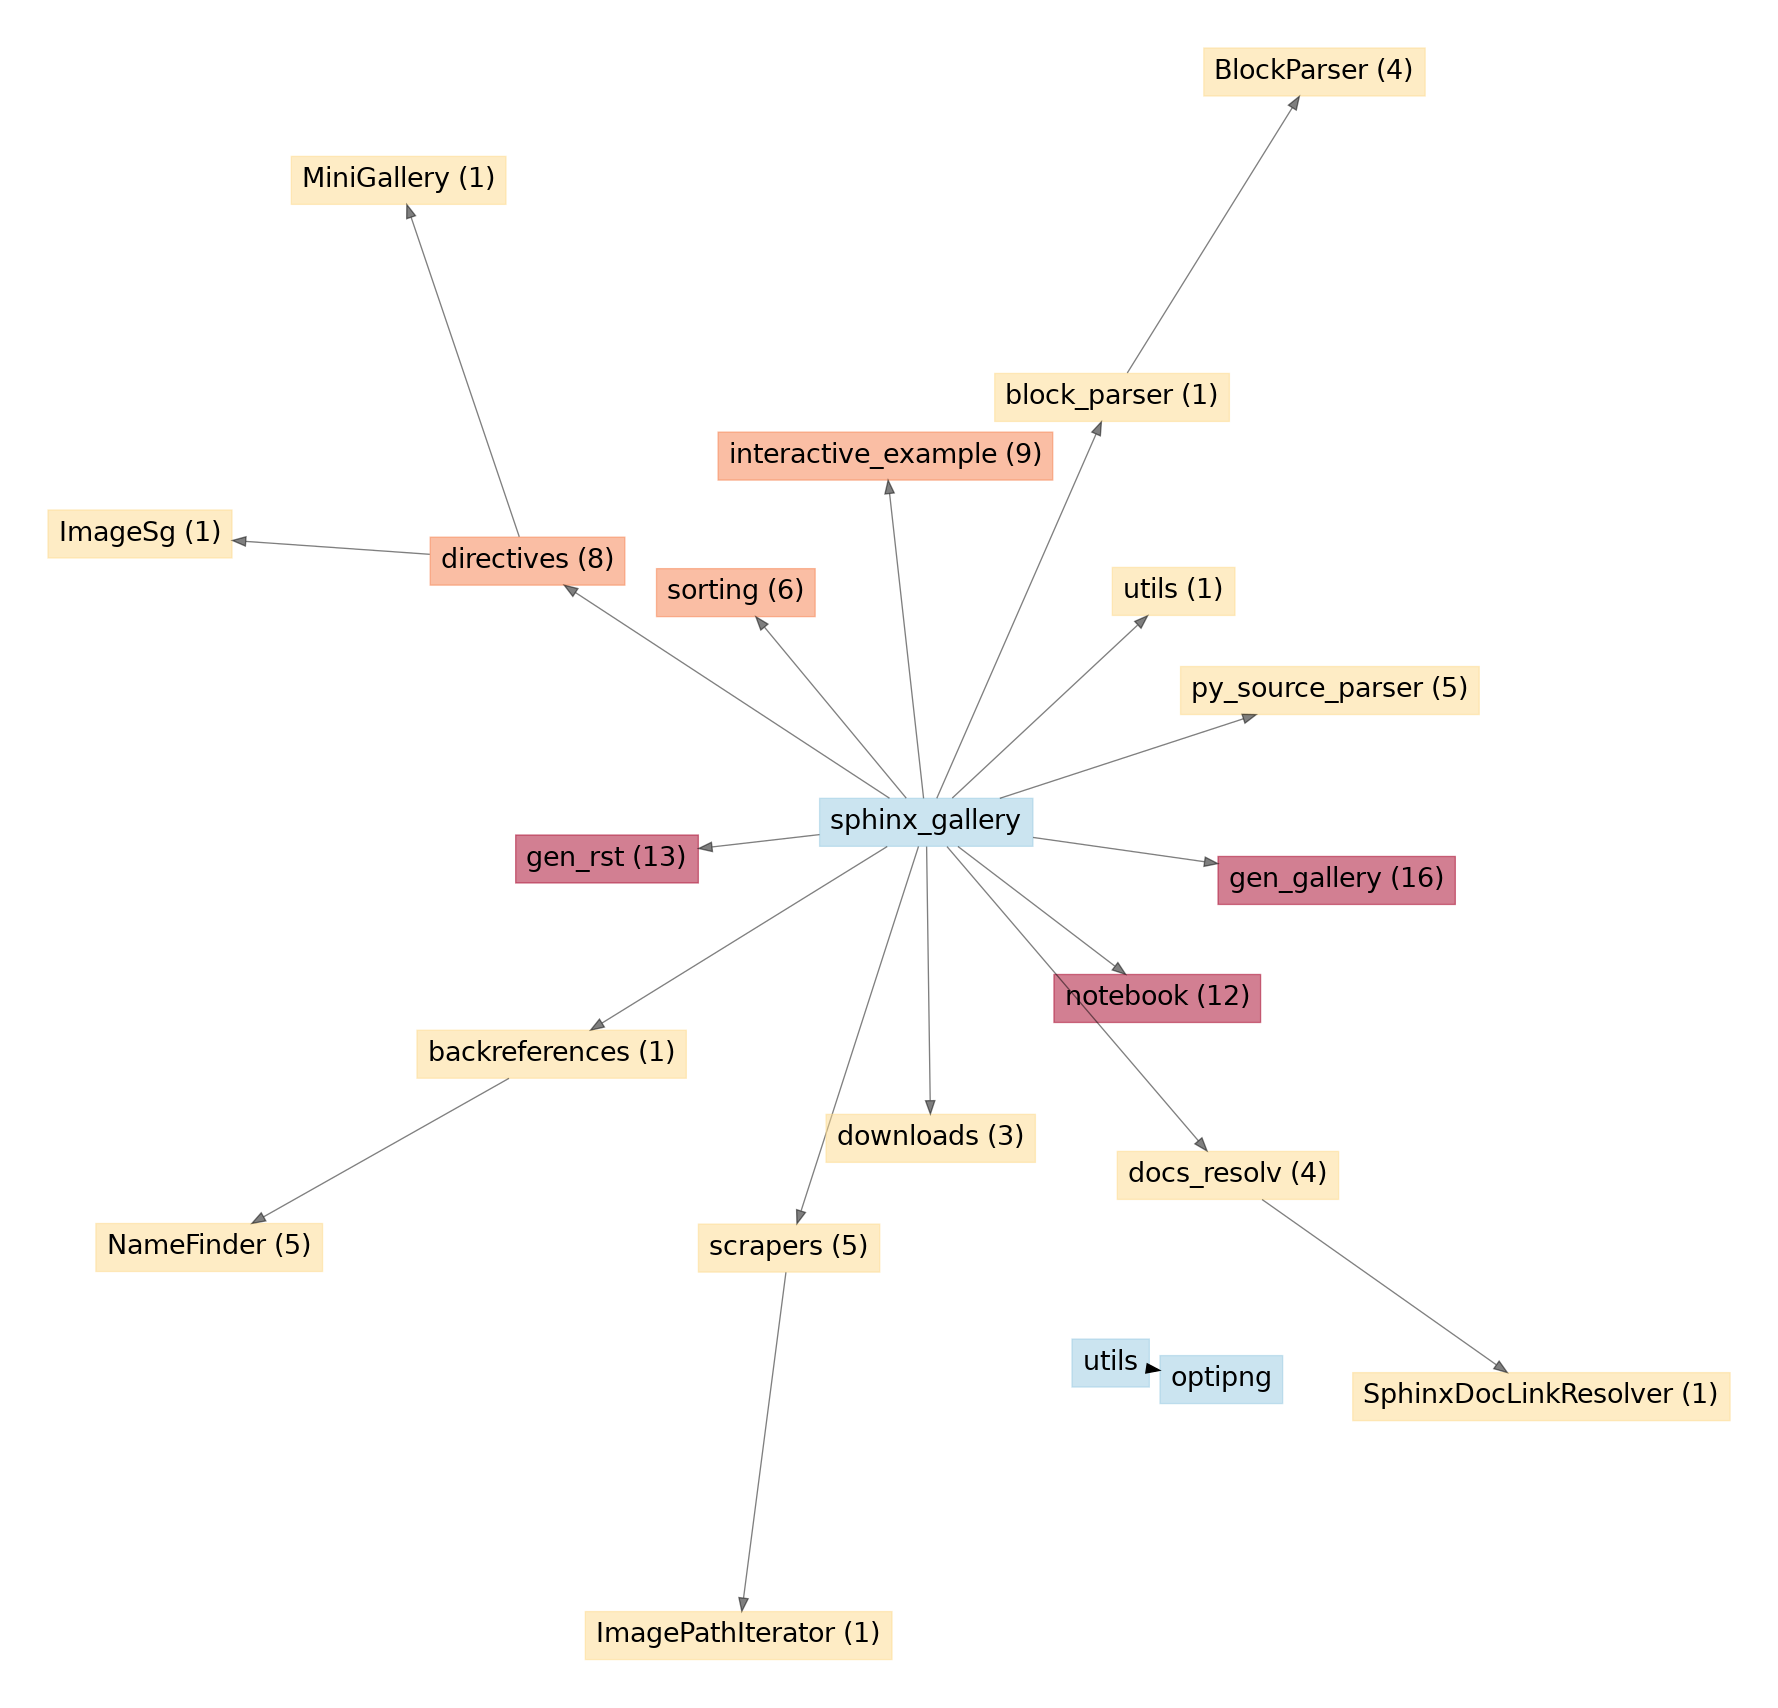 BlockParser (4)
MiniGallery (1)
block_parser (1)
interactive_example (9)
ImageSg (1)
directives (8)
sorting (6)
utils (1)
py_source_parser (5)
sphinx_gallery
gen_rst (13)
gen_gallery (16)
notebook (12)
backreferences (1)
downloads (3)
docs_resolv (4)
NameFinder (5)
scrapers (5)
utils
optipng
SphinxDocLinkResolver (1)
ImagePathIterator (1)